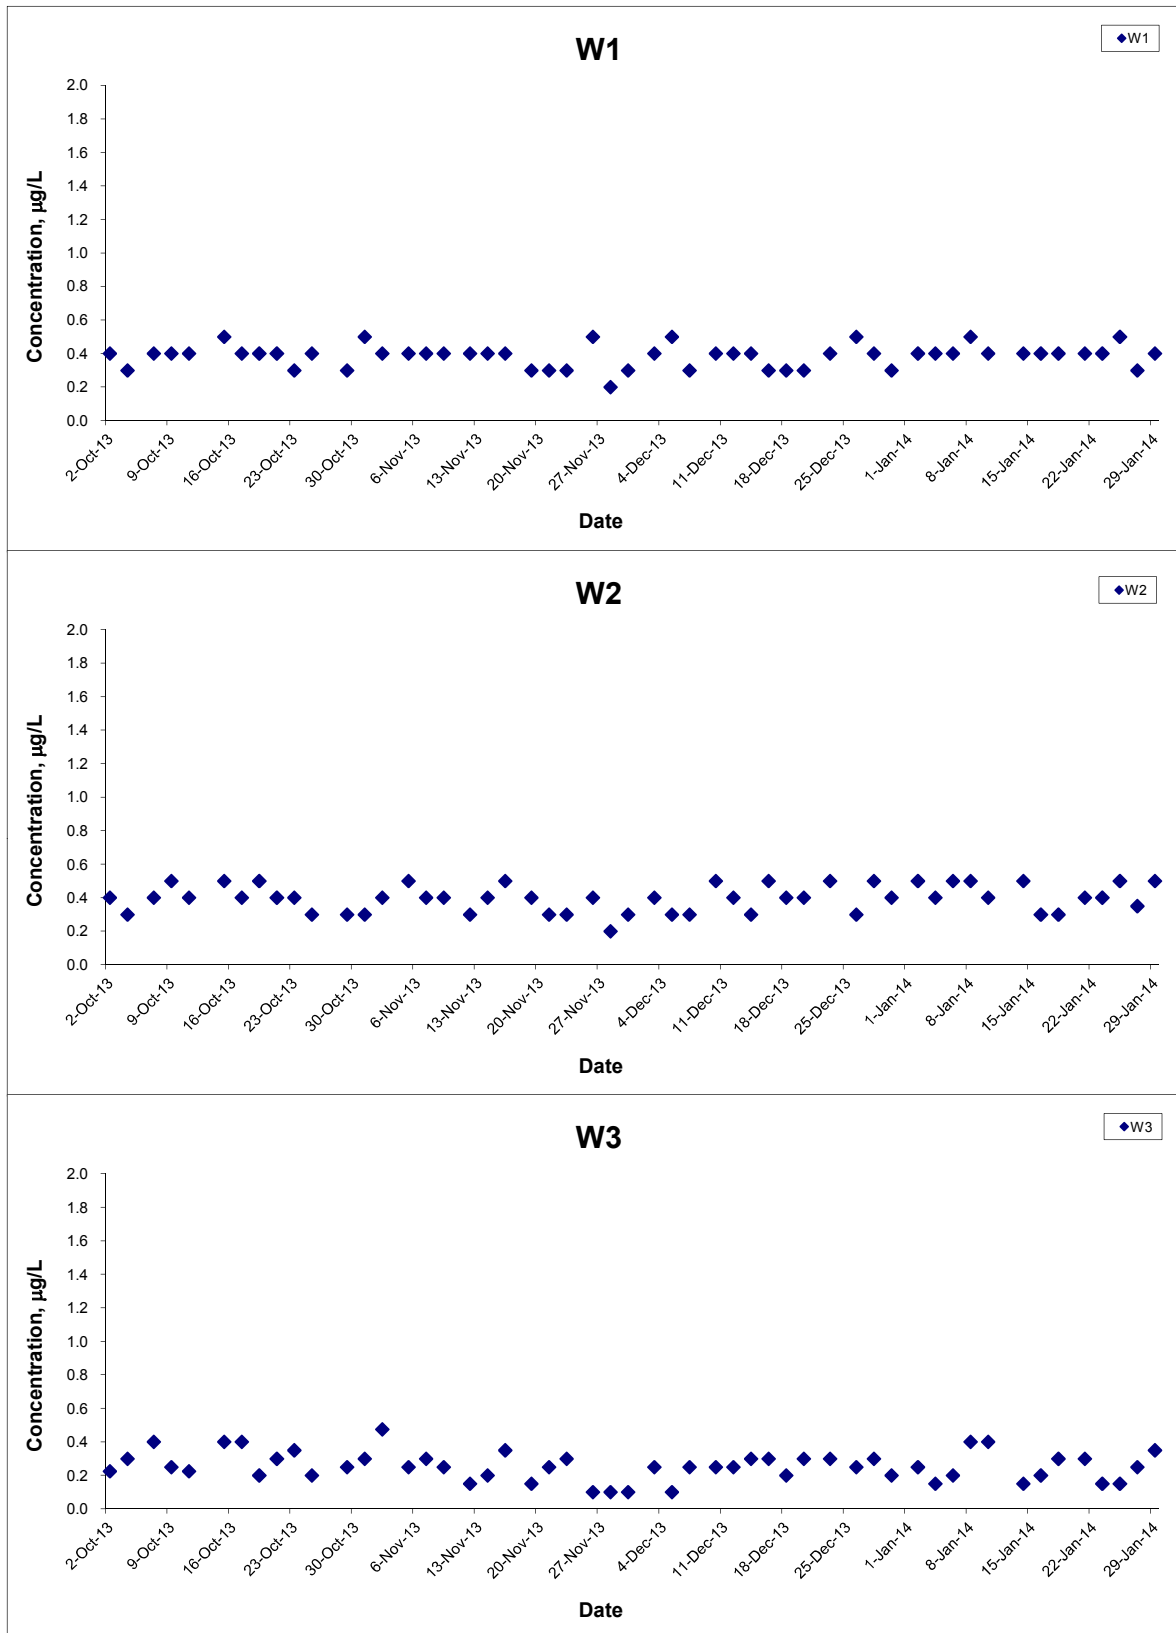 W1
W1
Concentration, µg/L
2.0
1.8
1.6
1.4
1.2
1.0
0.8
0.6
0.4
0.2
0.0
2-Oct-13
9-Oct-13
16-Oct-13
23-Oct-13
30-Oct-13
6-Nov-13
13-Nov-13
20-Nov-13
27-Nov-13
4-Dec-13
11-Dec-13
18-Dec-13
25-Dec-13
1-Jan-14
8-Jan-14
15-Jan-14
22-Jan-14
29-Jan-14
Date
W2
W2
Concentration, µg/L
2.0
1.8
1.6
1.4
1.2
1.0
0.8
0.6
0.4
0.2
0.0
2-Oct-13
9-Oct-13
16-Oct-13
23-Oct-13
30-Oct-13
6-Nov-13
13-Nov-13
20-Nov-13
27-Nov-13
4-Dec-13
11-Dec-13
18-Dec-13
25-Dec-13
1-Jan-14
8-Jan-14
15-Jan-14
22-Jan-14
29-Jan-14
Date
W3
W3
Concentration, µg/L
2.0
1.8
1.6
1.4
1.2
1.0
0.8
0.6
0.4
0.2
0.0
2-Oct-13
9-Oct-13
16-Oct-13
23-Oct-13
30-Oct-13
6-Nov-13
13-Nov-13
20-Nov-13
27-Nov-13
4-Dec-13
11-Dec-13
18-Dec-13
25-Dec-13
1-Jan-14
8-Jan-14
15-Jan-14
22-Jan-14
29-Jan-14
Date